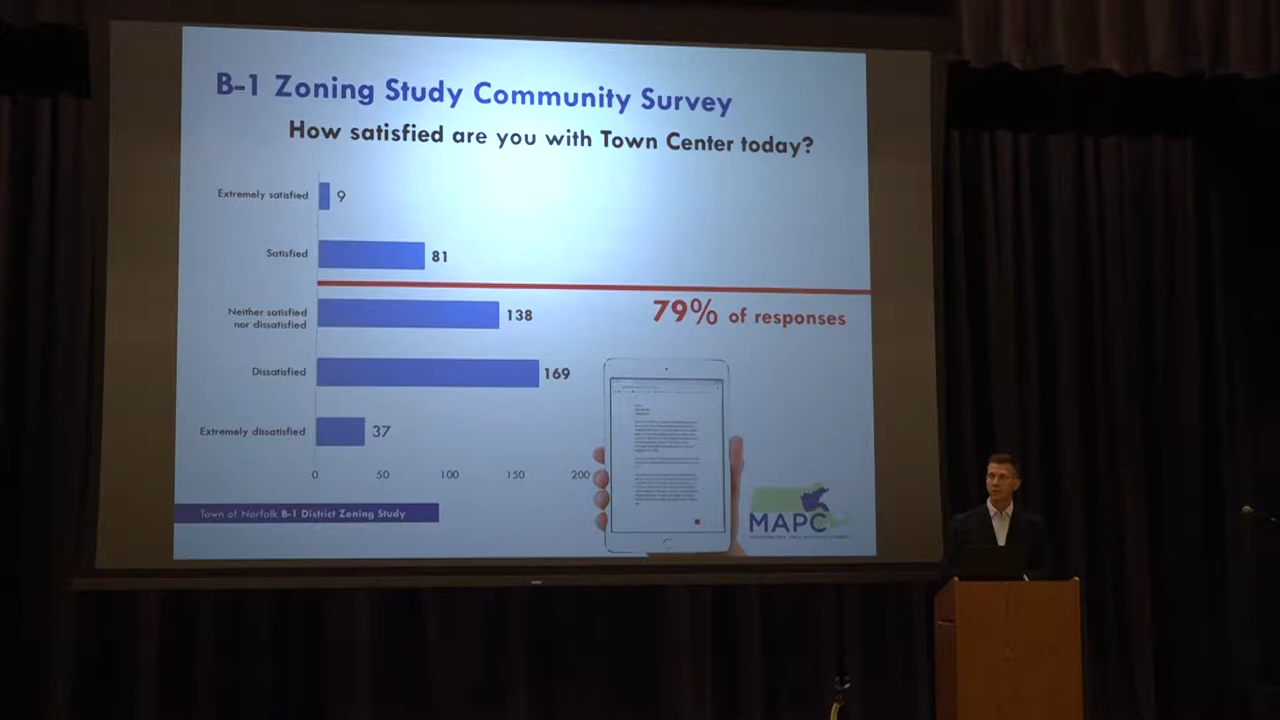 B-1 Zoning Study Community Survey
How satisfied are you with Town Center today?
Extremely satisfied 9
Satisfied 81
Neither satisfied
nor dissatisfied 138
79% of responses
Dissatisfied 169
Extremely dissatisfied 37
0 50 100 150 200
Town of Norfolk B-1 District Zoning Study
MAPC